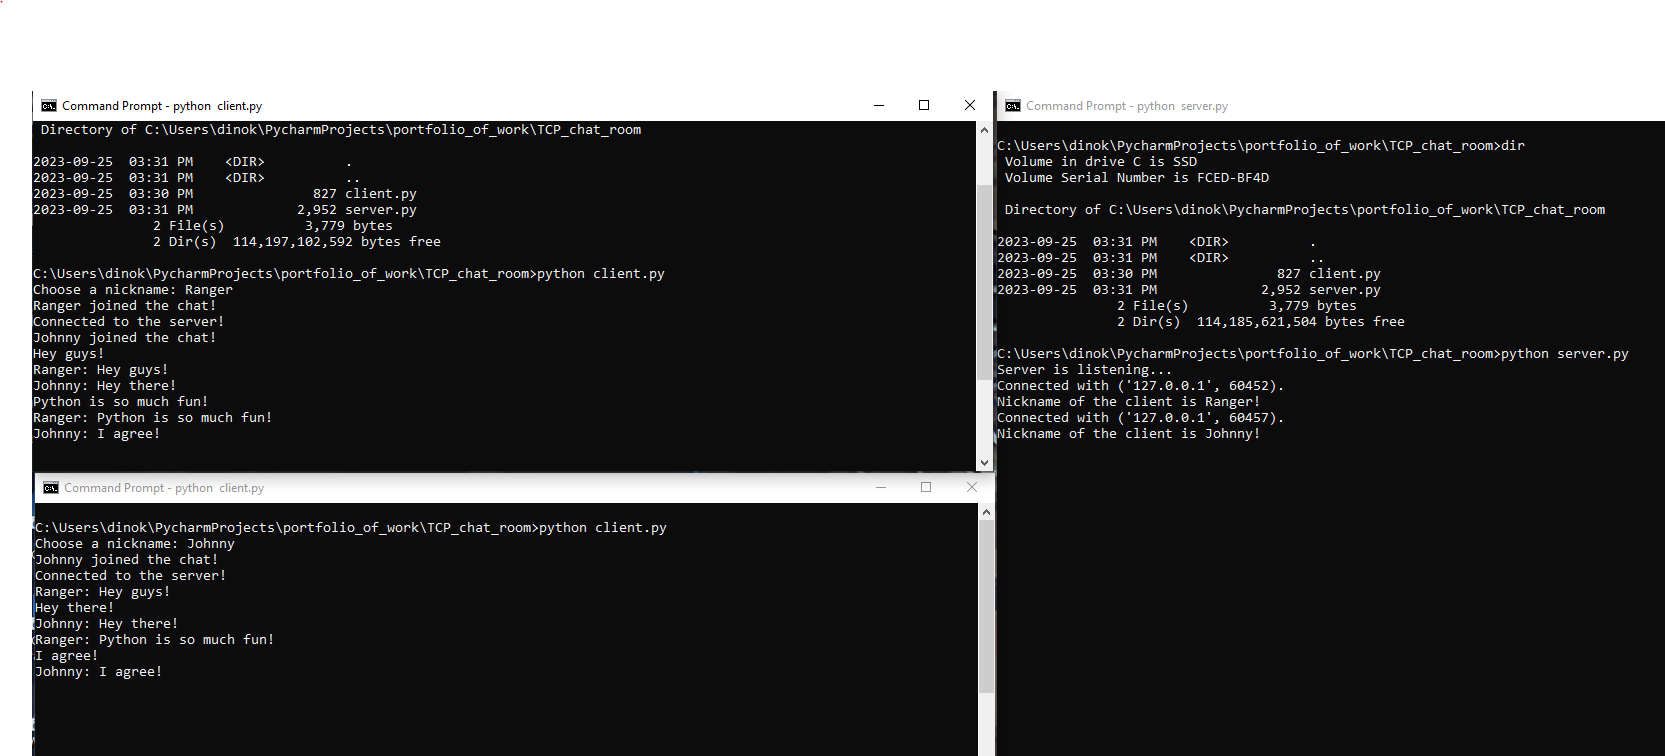 Command Prompt - python  client.py
 Directory of C:\Users\dinok\PycharmProjects\portfolio_of_work\TCP_chat_room
2023-09-25  03:31 PM    <DIR>          .
2023-09-25  03:31 PM    <DIR>          ..
2023-09-25  03:30 PM               827 client.py
2023-09-25  03:31 PM             2,952 server.py
               2 File(s)          3,779 bytes
               2 Dir(s)  114,197,102,592 bytes free
C:\Users\dinok\PycharmProjects\portfolio_of_work\TCP_chat_room>python client.py
Choose a nickname: Ranger
Ranger joined the chat!
Connected to the server!
Johnny joined the chat!
Hey guys!
Ranger: Hey guys!
Johnny: Hey there!
Python is so much fun!
Ranger: Python is so much fun!
Johnny: I agree!
Command Prompt - python  client.py
C:\Users\dinok\PycharmProjects\portfolio_of_work\TCP_chat_room>python client.py
Choose a nickname: Johnny
Johnny joined the chat!
Connected to the server!
Ranger: Hey guys!
Hey there!
Johnny: Hey there!
Ranger: Python is so much fun!
I agree!
Johnny: I agree!
Command Prompt - python  server.py
C:\Users\dinok\PycharmProjects\portfolio_of_work\TCP_chat_room>dir
 Volume in drive C is SSD
 Volume Serial Number is FCED-BF4D
 Directory of C:\Users\dinok\PycharmProjects\portfolio_of_work\TCP_chat_room
2023-09-25  03:31 PM    <DIR>          .
2023-09-25  03:31 PM    <DIR>          ..
2023-09-25  03:30 PM               827 client.py
2023-09-25  03:31 PM             2,952 server.py
               2 File(s)          3,779 bytes
               2 Dir(s)  114,185,621,504 bytes free
C:\Users\dinok\PycharmProjects\portfolio_of_work\TCP_chat_room>python server.py
Server is listening...
Connected with ('127.0.0.1', 60452).
Nickname of the client is Ranger!
Connected with ('127.0.0.1', 60457).
Nickname of the client is Johnny!